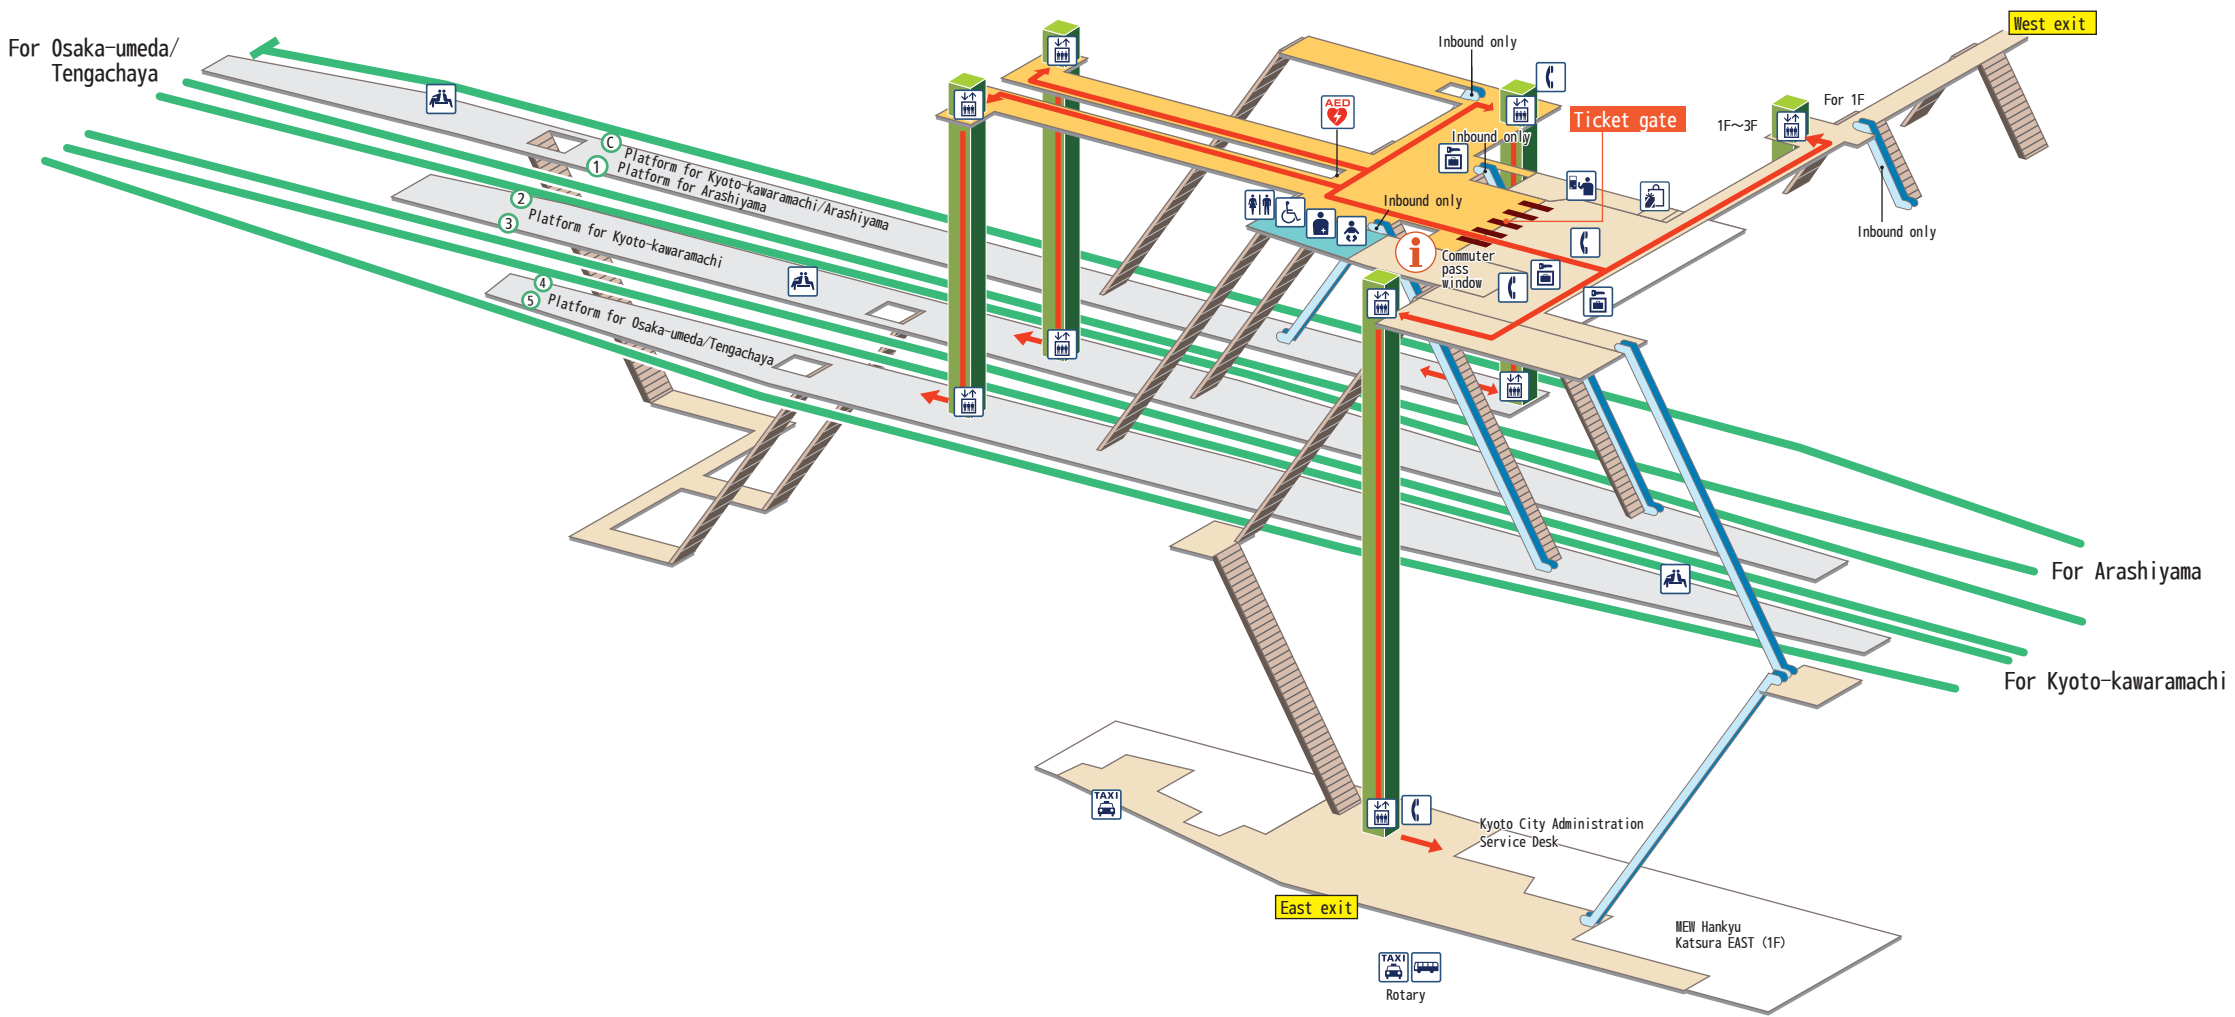 For Osaka-umeda/
Tengachaya
C
Platform for Kyoto-kawaramachi/Arashiyama
1
Platform for Arashiyama
2
Platform for Kyoto-kawaramachi
3
4
5
Platform for Osaka-umeda/Tengachaya
Inbound only
AED
Inbound only
Ticket gate
Inbound only
i
Commuter
pass
window
West exit
For 1F
1F～3F
Inbound only
For Arashiyama
For Kyoto-kawaramachi
TAXI
Kyoto City Administration
Service Desk
East exit
MEW Hankyu
Katsura EAST (1F)
TAXI
Rotary